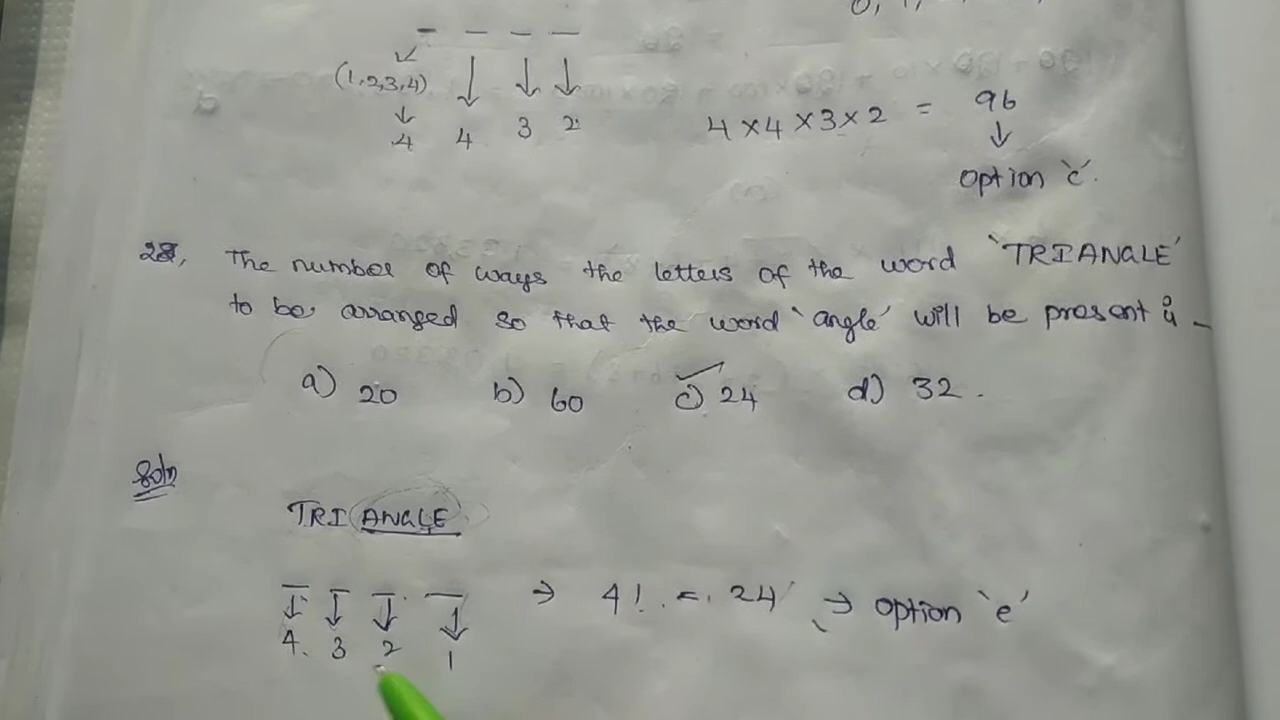 0, 1,
(1,2,3,4)
4 4 3 2
4 × 4 × 3 × 2 = 96
option 'c'.
28, The number of ways the letters of the word 'TRIANGLE'
to be arranged so that the word 'angle' will be present is -
a) 20 b) 60 c) 24 d) 32.
Soln
TRIANGLE
4. 3 2 1
⇒ 4! = 24 → option 'c'